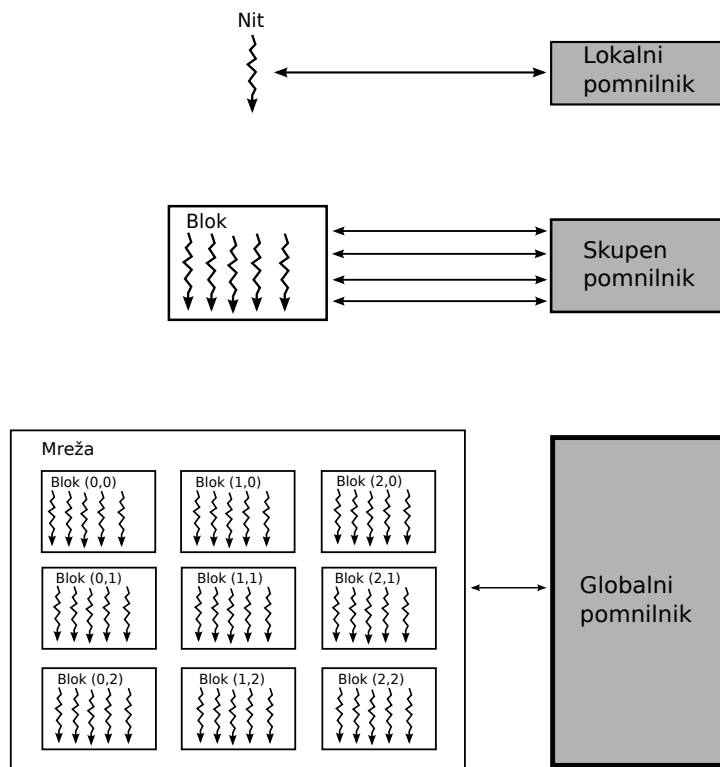 Nit
Lokalni
pomnilnik
Blok
Skupen
pomnilnik
Mreža
Blok (0,0)
Blok (1,0)
Blok (2,0)
Blok (0,1)
Blok (1,1)
Blok (2,1)
Blok (0,2)
Blok (1,2)
Blok (2,2)
Globalni
pomnilnik